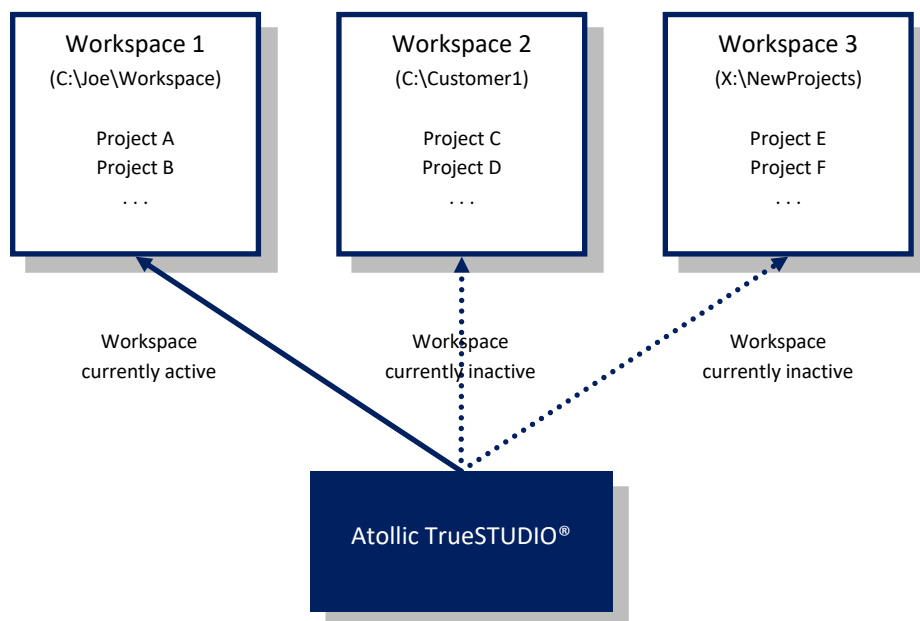 Workspace 1
(C:\Joe\Workspace)
Project A
Project B
. . .
Workspace 2
(C:\Customer1)
Project C
Project D
. . .
Workspace 3
(X:\NewProjects)
Project E
Project F
. . .
Workspace
currently active
Workspace
currently inactive
Workspace
currently inactive
Atollic TrueSTUDIO®